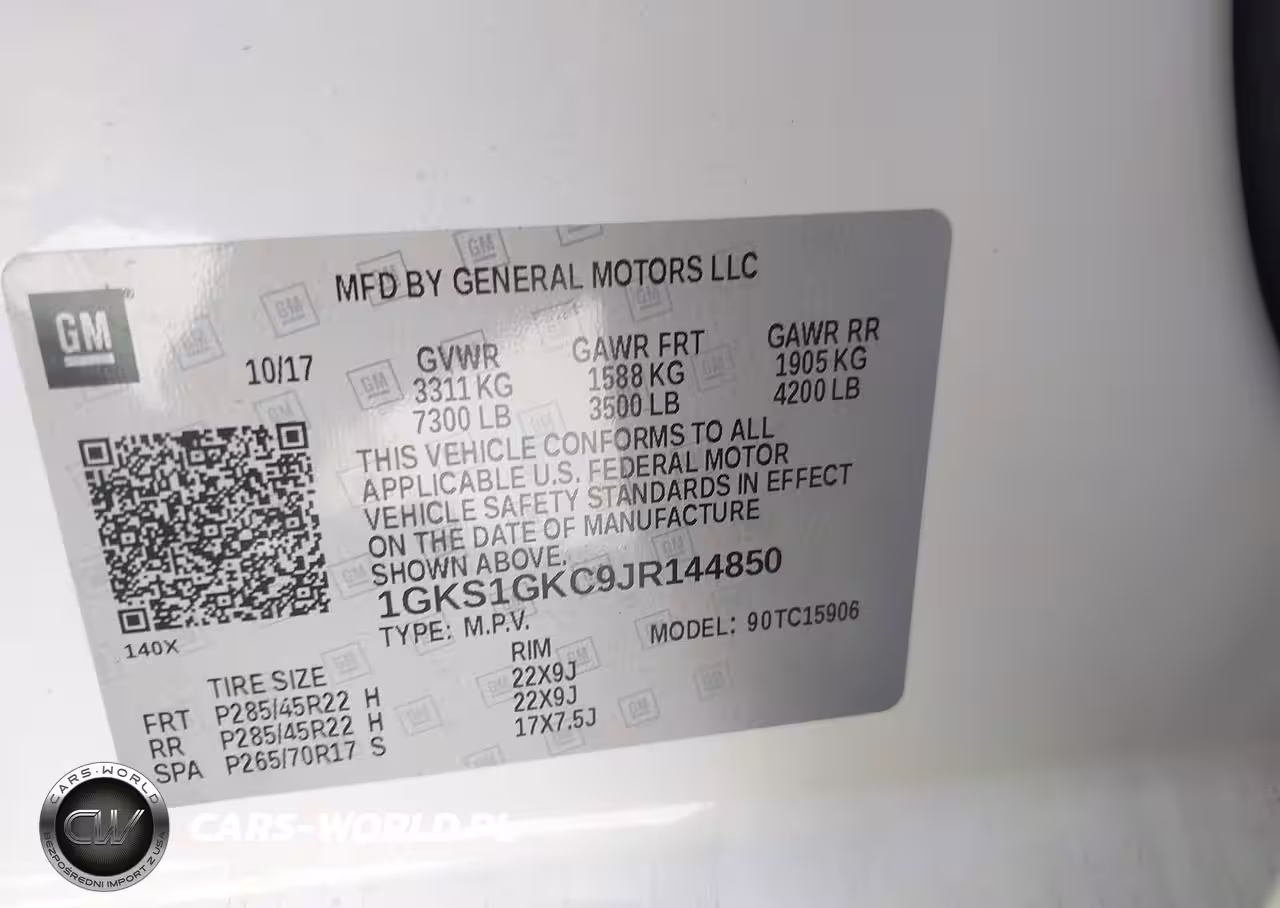 MFD BY GENERAL MOTORS LLC
GM
10/17
GVWR GAWR FRT GAWR RR
3311 KG 1588 KG 1905 KG
7300 LB 3500 LB 4200 LB
THIS VEHICLE CONFORMS TO ALL
APPLICABLE U.S. FEDERAL MOTOR
VEHICLE SAFETY STANDARDS IN EFFECT
ON THE DATE OF MANUFACTURE
SHOWN ABOVE.
1GKS1GKC9JR144850
TYPE: M.P.V. MODEL: 90TC15906
140X
TIRE SIZE RIM
FRT P285/45R22 H 22X9J
RR P285/45R22 H 22X9J
SPA P265/70R17 S 17X7.5J
CARS-WORLD
CW
BEZPOŚREDNI IMPORT Z USA
CARS-WORLD.PL